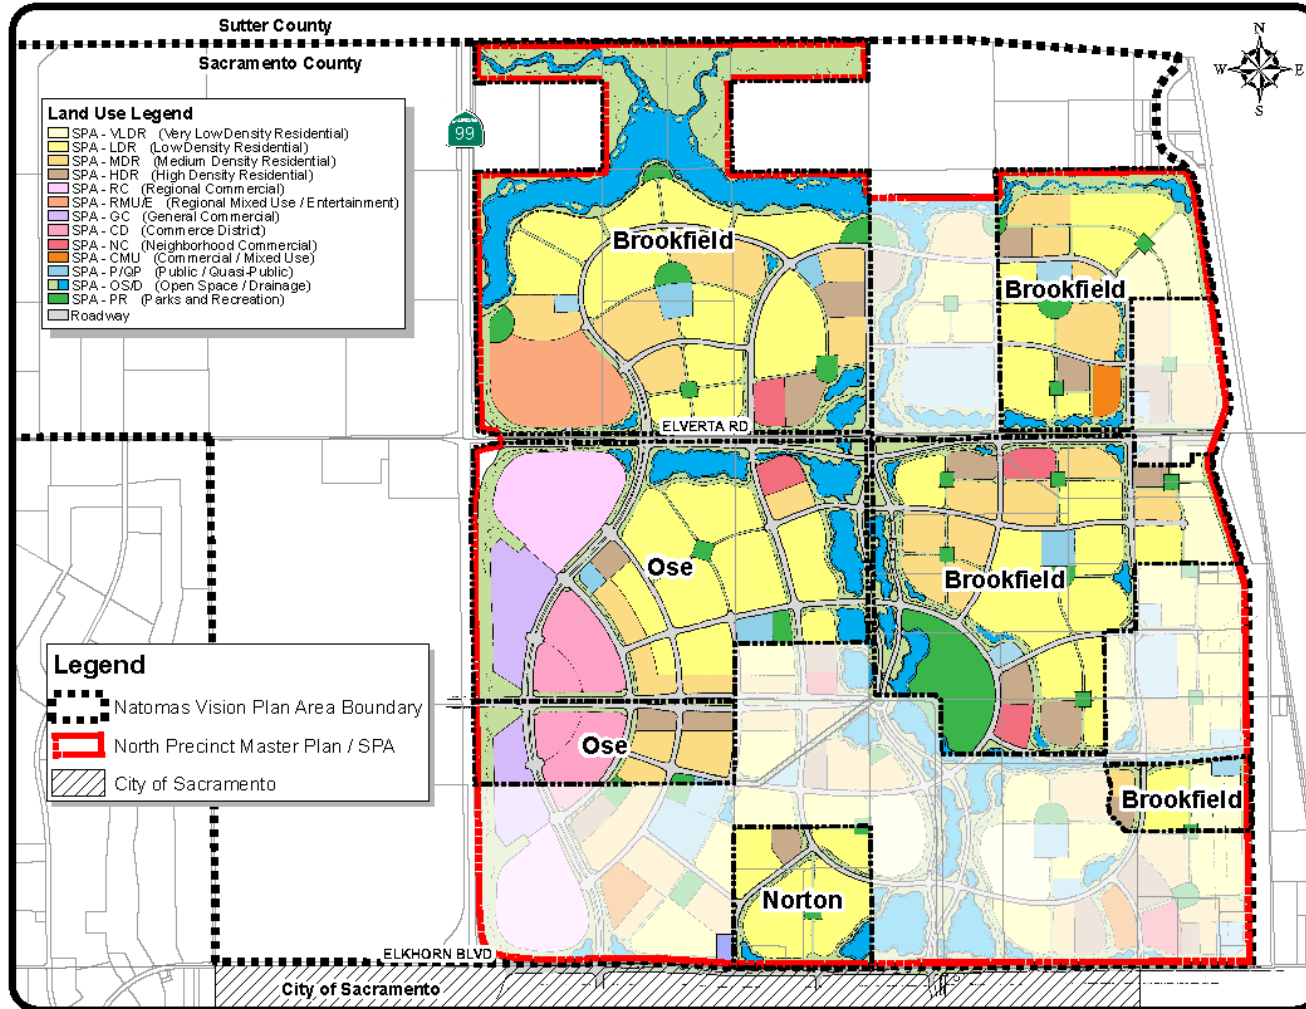 Sutter County
Sacramento County
N
W E
S
Land Use Legend
SPA - VLDR (Very Low Density Residential)
SPA - LDR (Low Density Residential)
SPA - MDR (Medium Density Residential)
SPA - HDR (High Density Residential)
SPA - RC (Regional Commercial)
SPA - RMU/E (Regional Mixed Use / Entertainment)
SPA - GC (General Commercial)
SPA - CD (Commerce District)
SPA - NC (Neighborhood Commercial)
SPA - CMU (Commercial / Mixed Use)
SPA - P/QP (Public / Quasi-Public)
SPA - OS/D (Open Space / Drainage)
SPA - PR (Parks and Recreation)
Roadway
99
Brookfield
Brookfield
ELVERTA RD
Ose
Brookfield
Legend
Natomas Vision Plan Area Boundary
North Precinct Master Plan / SPA
City of Sacramento
Ose
Brookfield
Norton
ELKHORN BLVD
City of Sacramento